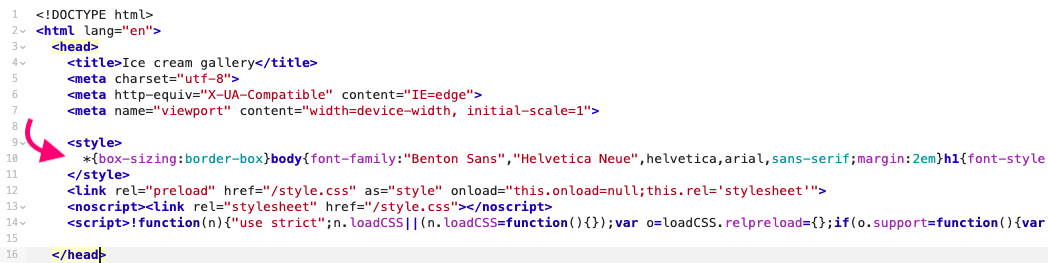 1 <!DOCTYPE html>
2 <html lang="en">
3 <head>
4 <title>Ice cream gallery</title>
5 <meta charset="utf-8">
6 <meta http-equiv="X-UA-Compatible" content="IE=edge">
7 <meta name="viewport" content="width=device-width, initial-scale=1">
8
9 <style>
10 *{box-sizing:border-box}body{font-family:"Benton Sans","Helvetica Neue",helvetica,arial,sans-serif;margin:2em}h1{font-style
11 </style>
12 <link rel="preload" href="/style.css" as="style" onload="this.onload=null;this.rel='stylesheet'">
13 <noscript><link rel="stylesheet" href="/style.css"></noscript>
14 <script>!function(n){"use strict";n.loadCSS||(n.loadCSS=function(){});var o=loadCSS.relpreload={};if(o.support=function(){var
15
16 </head>